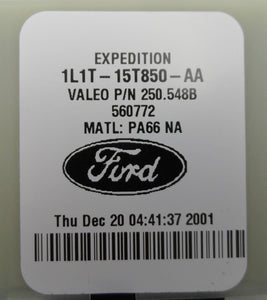 EXPEDITION
1L1T-15T850-AA
VALEO P/N 250.548B
560772
MATL: PA66 NA
Ford
Thu Dec 20 04:41:37 2001